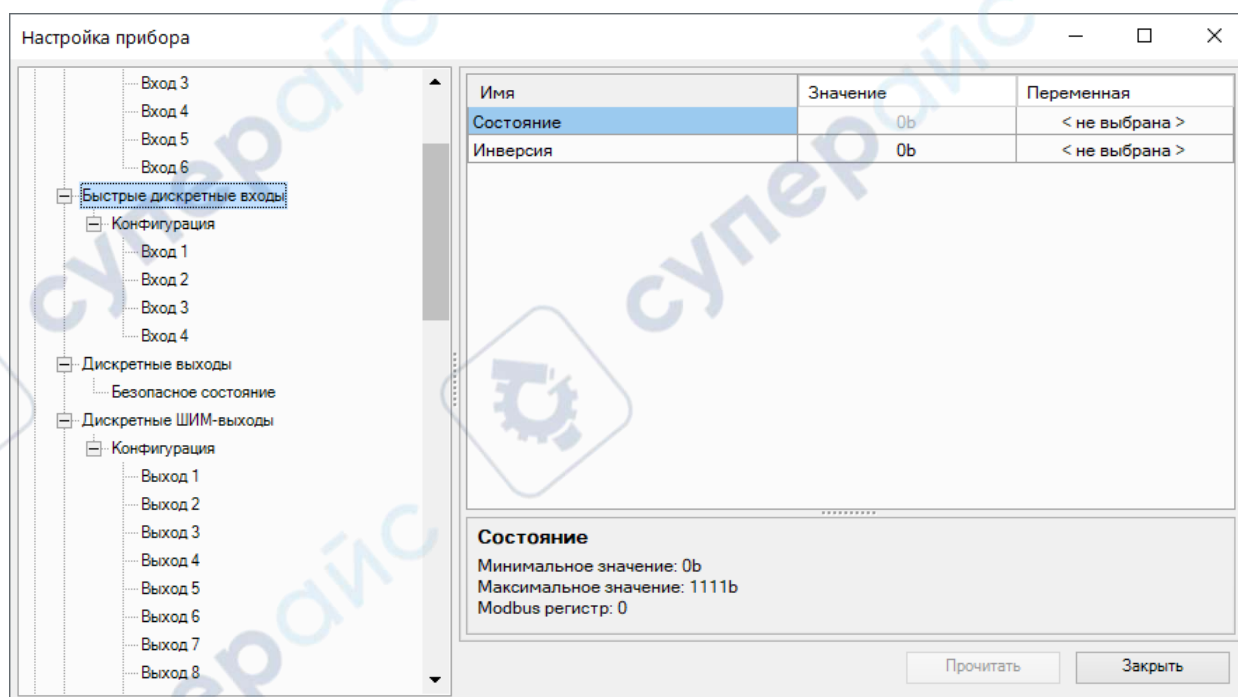 Настройка прибора
Вход 3
Вход 4
Вход 5
Вход 6
Быстрые дискретные входы
Конфигурация
Вход 1
Вход 2
Вход 3
Вход 4
Дискретные выходы
Безопасное состояние
Дискретные ШИМ-выходы
Конфигурация
Выход 1
Выход 2
Выход 3
Выход 4
Выход 5
Выход 6
Выход 7
Выход 8
Имя Значение Переменная
Состояние 0b < не выбрана >
Инверсия 0b < не выбрана >
Состояние
Минимальное значение: 0b
Максимальное значение: 1111b
Modbus регистр: 0
Прочитать Закрыть
суперайс
суперайс